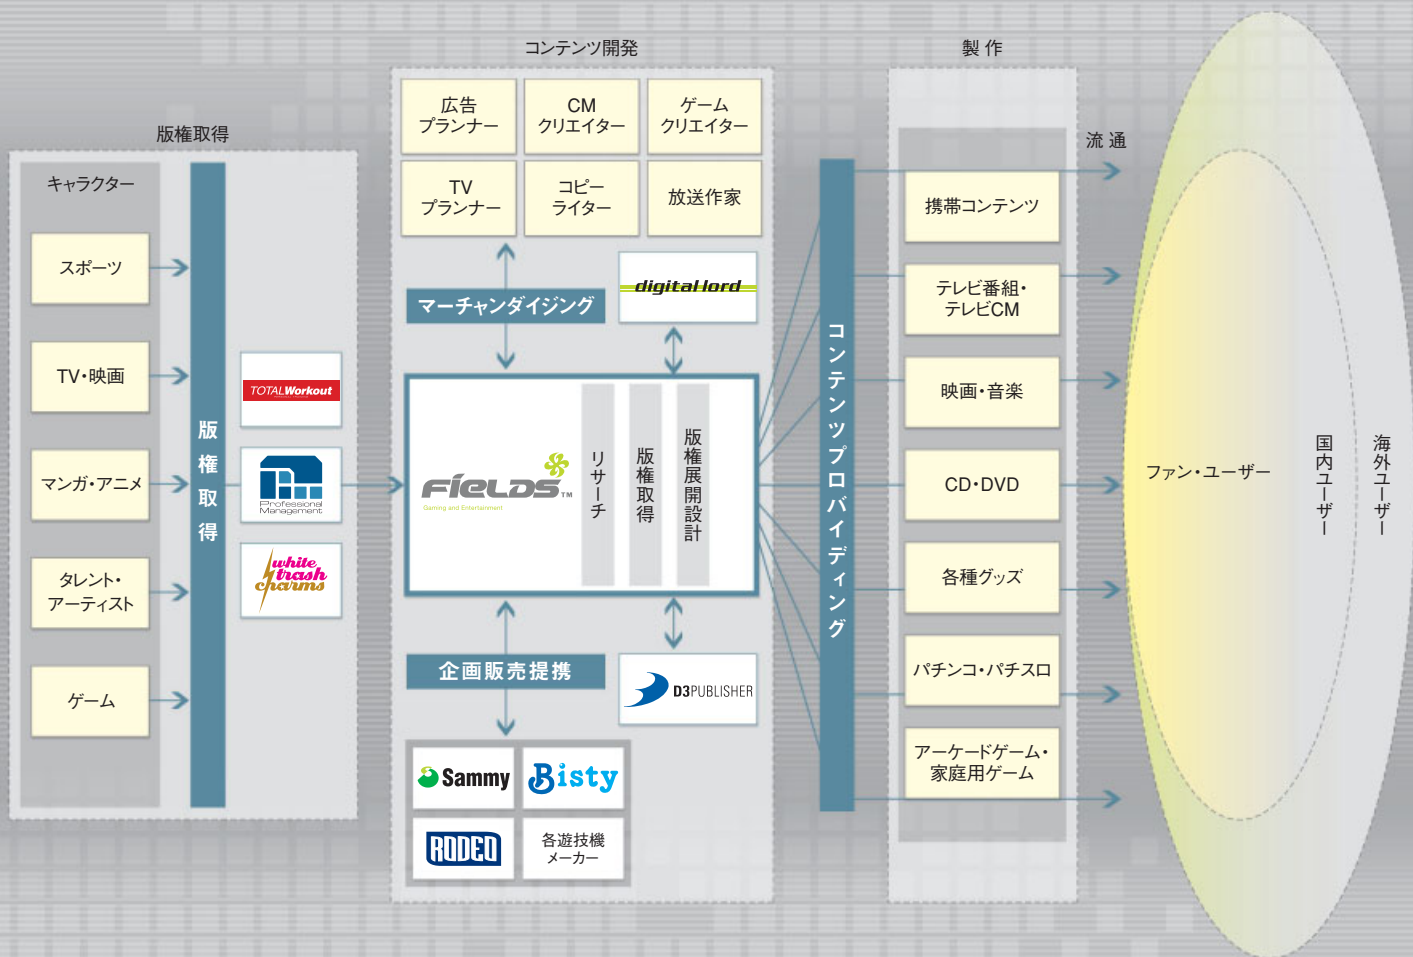 版権取得
キャラクター
スポーツ
TV・映画
マンガ・アニメ
タレント・
アーティスト
ゲーム
版権取得
TOTAL Workout
Professional
Management
white
trash
charms
コンテンツ開発
広告
プランナー
CM
クリエイター
ゲーム
クリエイター
TV
プランナー
コピー
ライター
放送作家
マーチャンダイジング
digital lord
FIELDS TM
Gaming and Entertainment
リサーチ
版権取得
版権展開設計
企画販売提携
D3PUBLISHER
Sammy
Bisty
RODEO
各遊技機
メーカー
コンテンツプロバイディング
製 作
携帯コンテンツ
テレビ番組・
テレビCM
映画・音楽
CD・DVD
各種グッズ
パチンコ・パチスロ
アーケードゲーム・
家庭用ゲーム
流 通
ファン・ユーザー
国内ユーザー
海外ユーザー